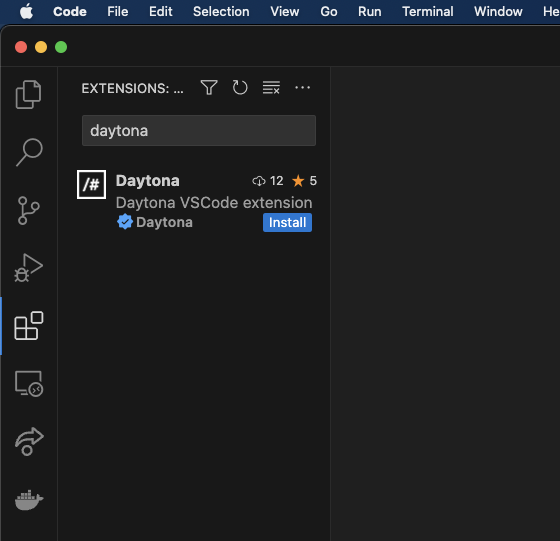 Code File Edit Selection View Go Run Terminal Window He
EXTENSIONS: ...
daytona
/#
Daytona 12 5
Daytona VSCode extension
Daytona Install